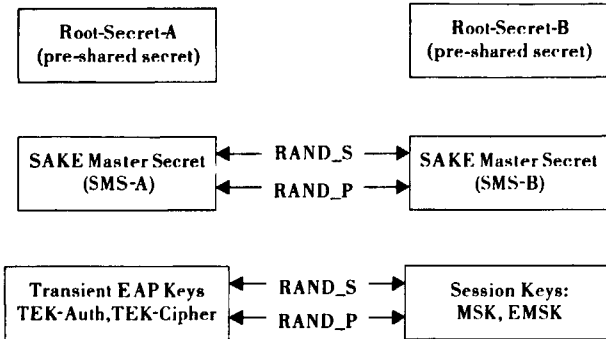 Root-Secret-A
(pre-shared secret)
Root-Secret-B
(pre-shared secret)
SAKE Master Secret
(SMS-A)
RAND_S
RAND_P
SAKE Master Secret
(SMS-B)
Transient EAP Keys
TEK-Auth,TEK-Cipher
RAND_S
RAND_P
Session Keys:
MSK, EMSK